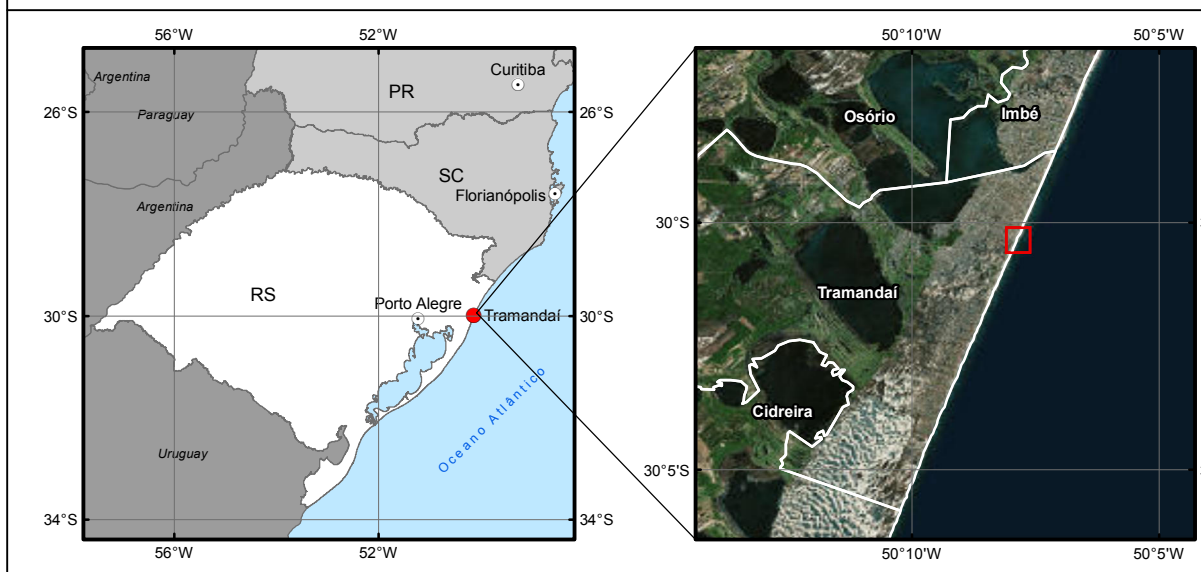 56°W
52°W
50°10'W
50°5'W
Argentina
Curitiba
PR
26°S
26°S
Paraguay
Osório
Imbé
SC
Florianópolis
Argentina
30°S
RS
Porto Alegre
Tramandaí
Tramandaí
30°S
30°S
Oceano Atlântico
Cidreira
Uruguay
30°5'S
34°S
34°S
56°W
52°W
50°10'W
50°5'W